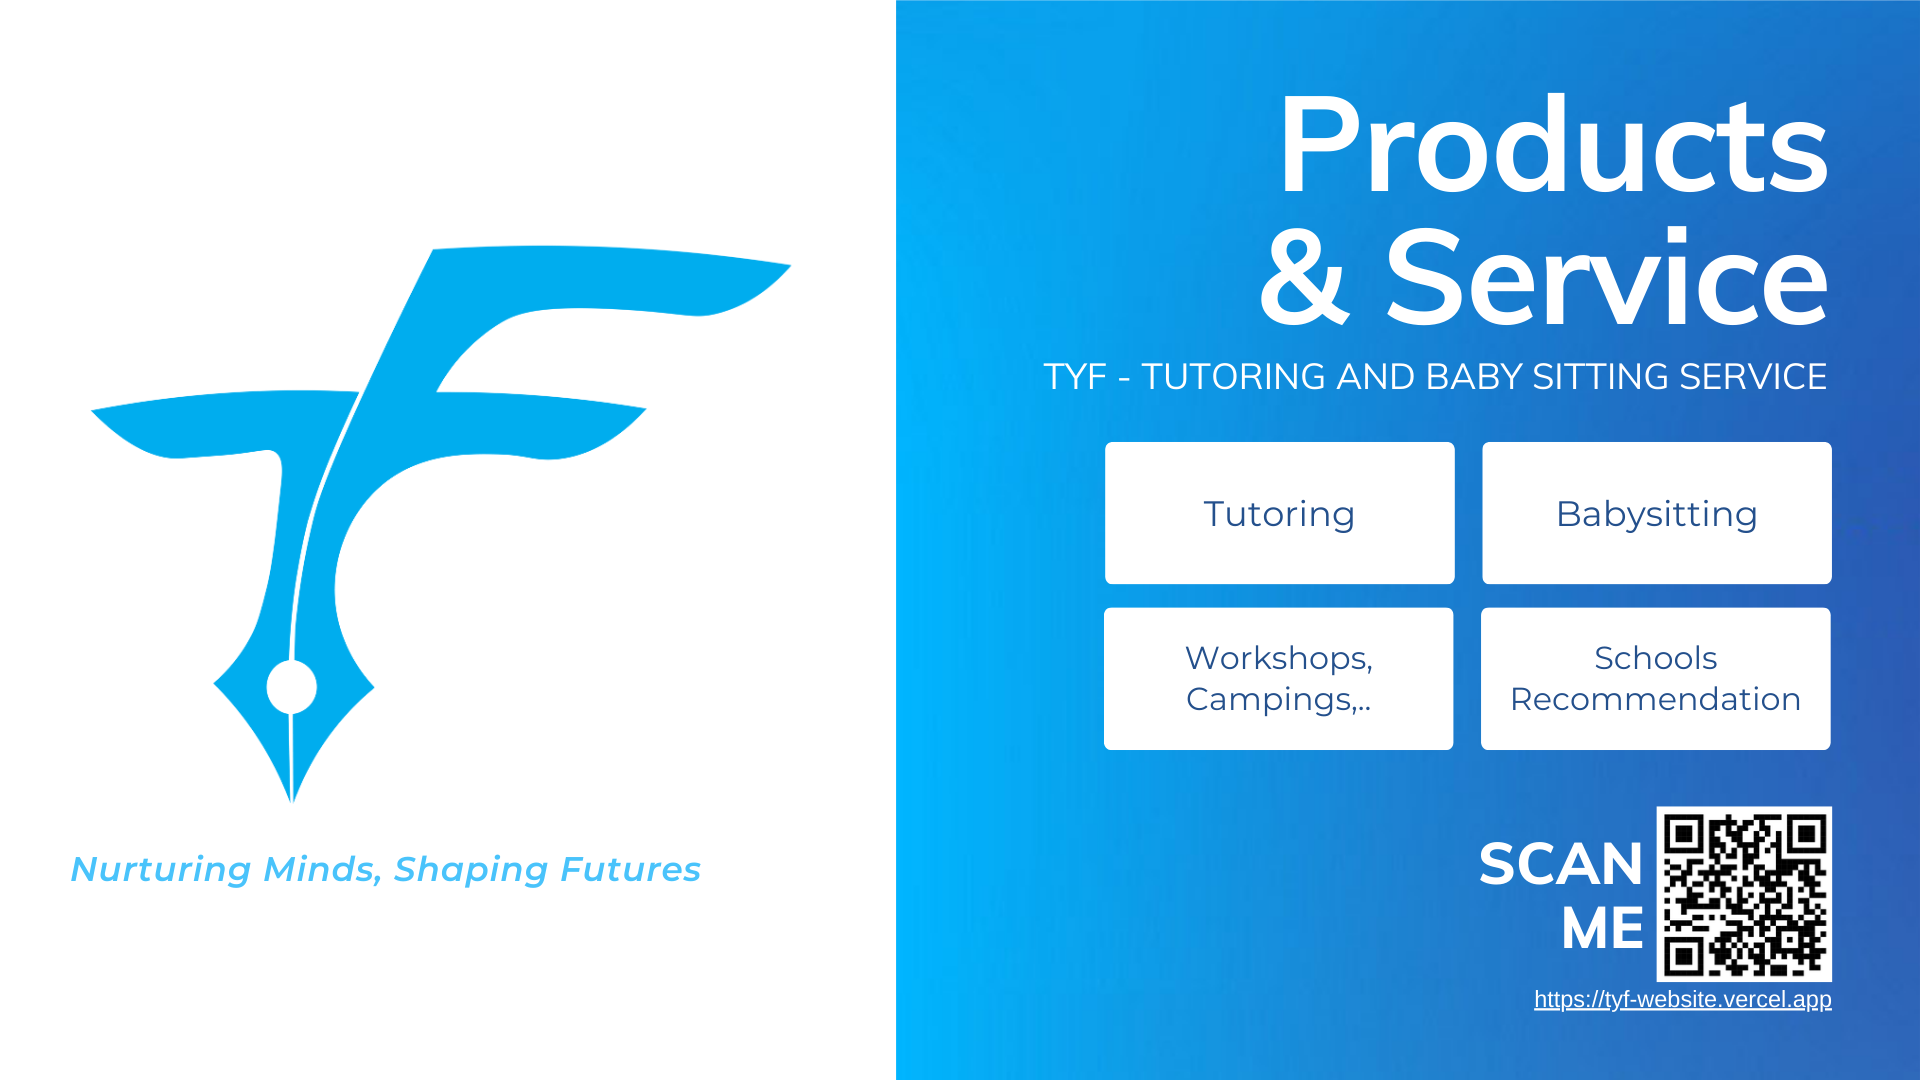 Nurturing Minds, Shaping Futures
Products
& Service
TYF - TUTORING AND BABY SITTING SERVICE
Tutoring
Babysitting
Workshops,
Campings,..
Schools
Recommendation
SCAN
ME
https://tyf-website.vercel.app